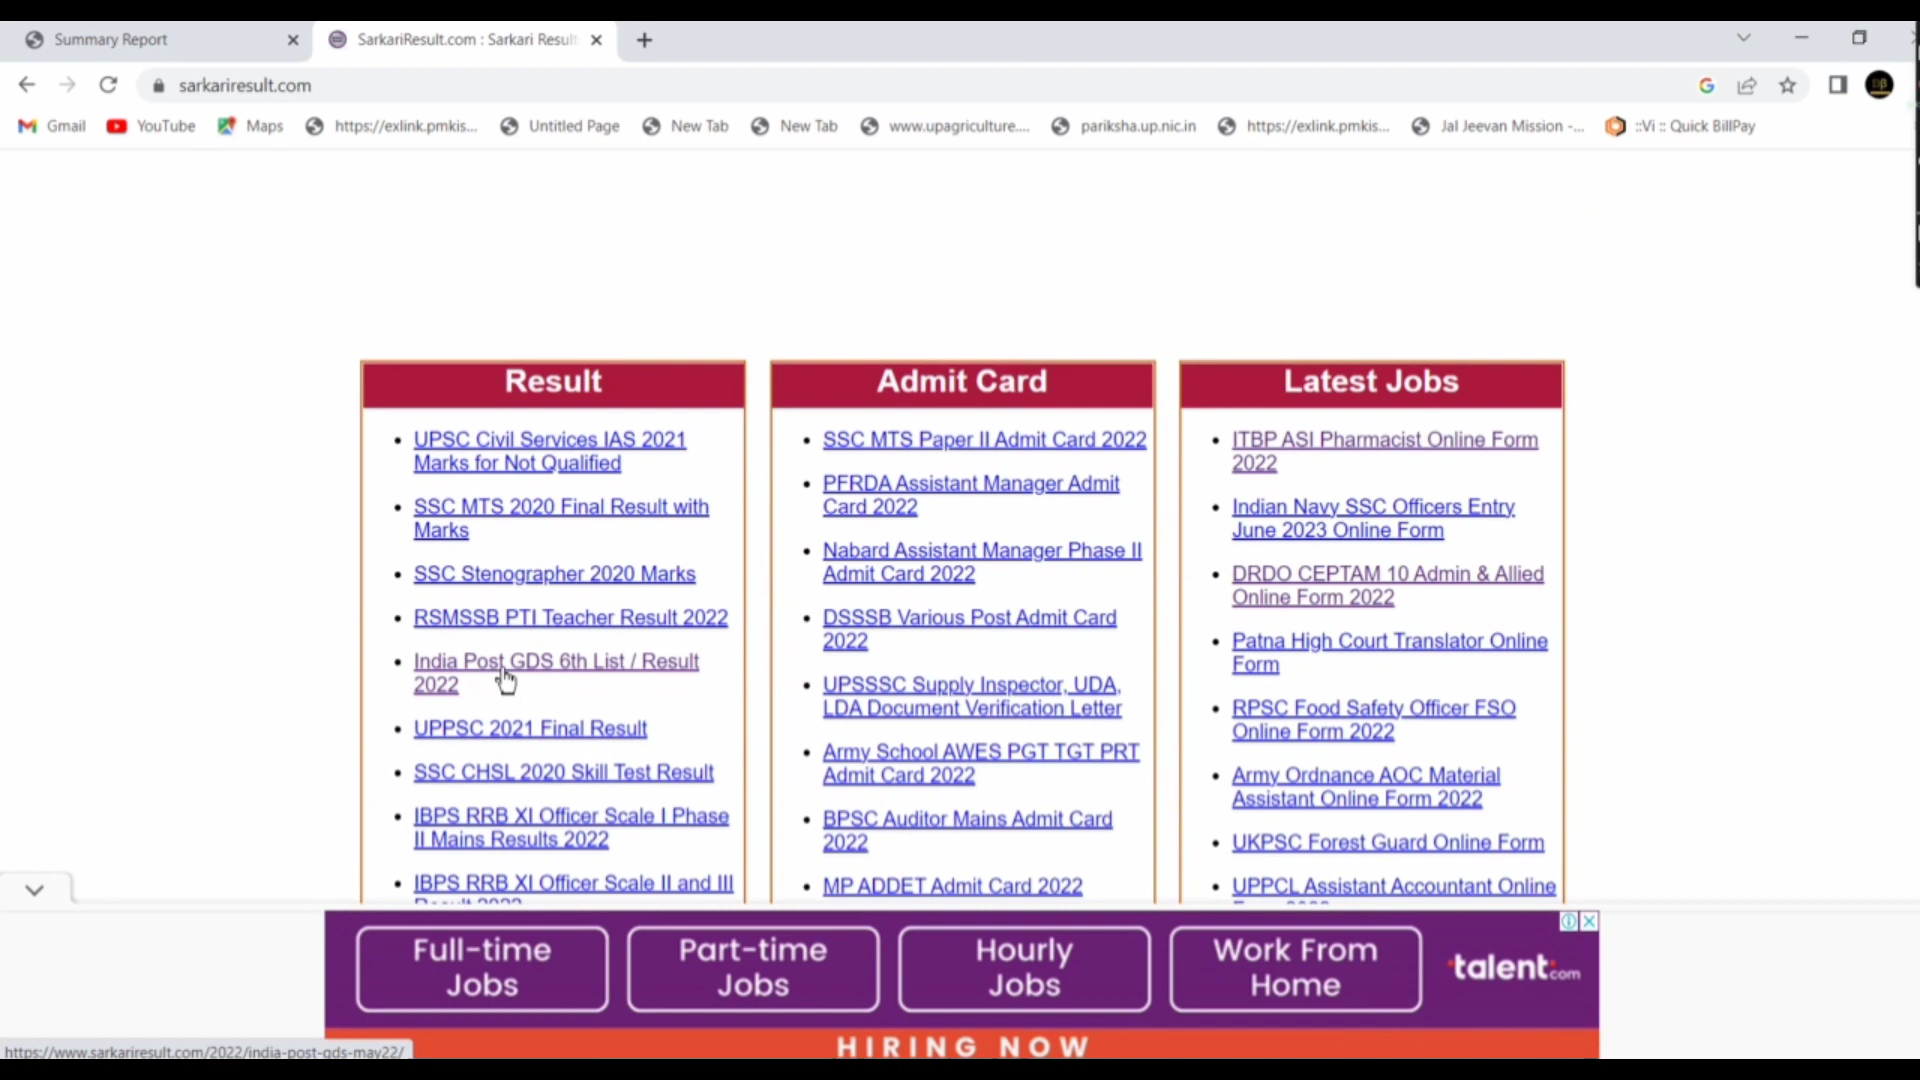 Summary Report
SarkariResult.com : Sarkari Result
sarkariresult.com
Gmail
YouTube
Maps
https://exlink.pmkis...
Untitled Page
New Tab
New Tab
www.upagriculture....
pariksha.up.nic.in
https://exlink.pmkis...
Jal Jeevan Mission -...
::Vi :: Quick BillPay
Result
UPSC Civil Services IAS 2021
Marks for Not Qualified
SSC MTS 2020 Final Result with
Marks
SSC Stenographer 2020 Marks
RSMSSB PTI Teacher Result 2022
India Post GDS 6th List / Result
2022
UPPSC 2021 Final Result
SSC CHSL 2020 Skill Test Result
IBPS RRB XI Officer Scale I Phase
II Mains Results 2022
IBPS RRB XI Officer Scale II and III
Result 2022
Admit Card
SSC MTS Paper II Admit Card 2022
PFRDA Assistant Manager Admit
Card 2022
Nabard Assistant Manager Phase II
Admit Card 2022
DSSSB Various Post Admit Card
2022
UPSSSC Supply Inspector, UDA,
LDA Document Verification Letter
Army School AWES PGT TGT PRT
Admit Card 2022
BPSC Auditor Mains Admit Card
2022
MP ADDET Admit Card 2022
Latest Jobs
ITBP ASI Pharmacist Online Form
2022
Indian Navy SSC Officers Entry
June 2023 Online Form
DRDO CEPTAM 10 Admin & Allied
Online Form 2022
Patna High Court Translator Online
Form
RPSC Food Safety Officer FSO
Online Form 2022
Army Ordnance AOC Material
Assistant Online Form 2022
UKPSC Forest Guard Online Form
UPPCL Assistant Accountant Online
Full-time
Jobs
Part-time
Jobs
Hourly
Jobs
Work From
Home
talent.com
HIRING NOW
https://www.sarkariresult.com/2022/india-post-gds-may22/